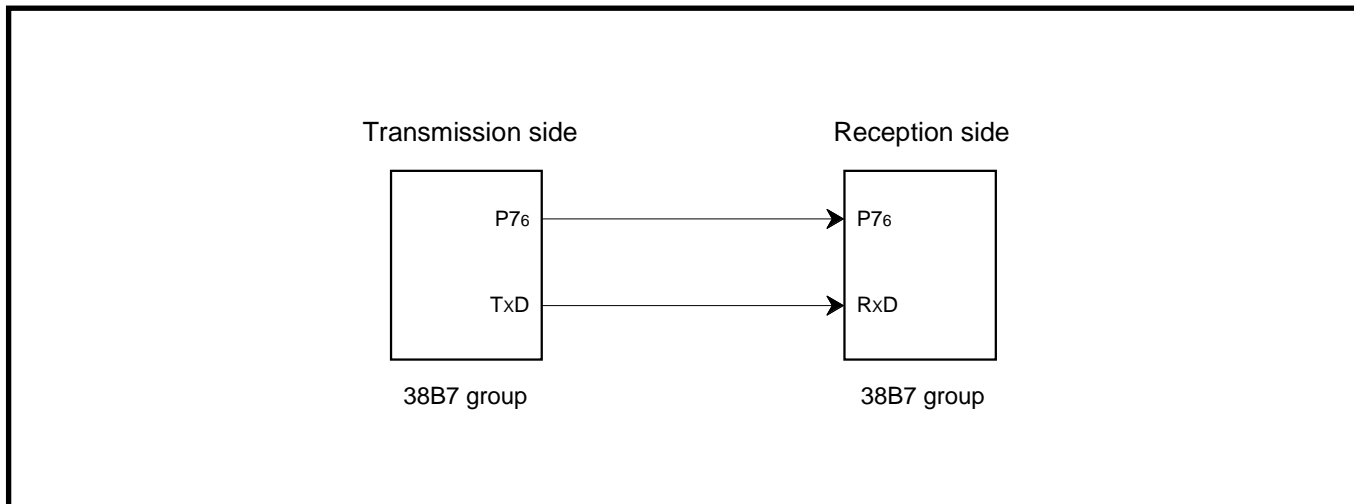 Transmission side
Reception side
P76
P76
TxD
RxD
38B7 group
38B7 group